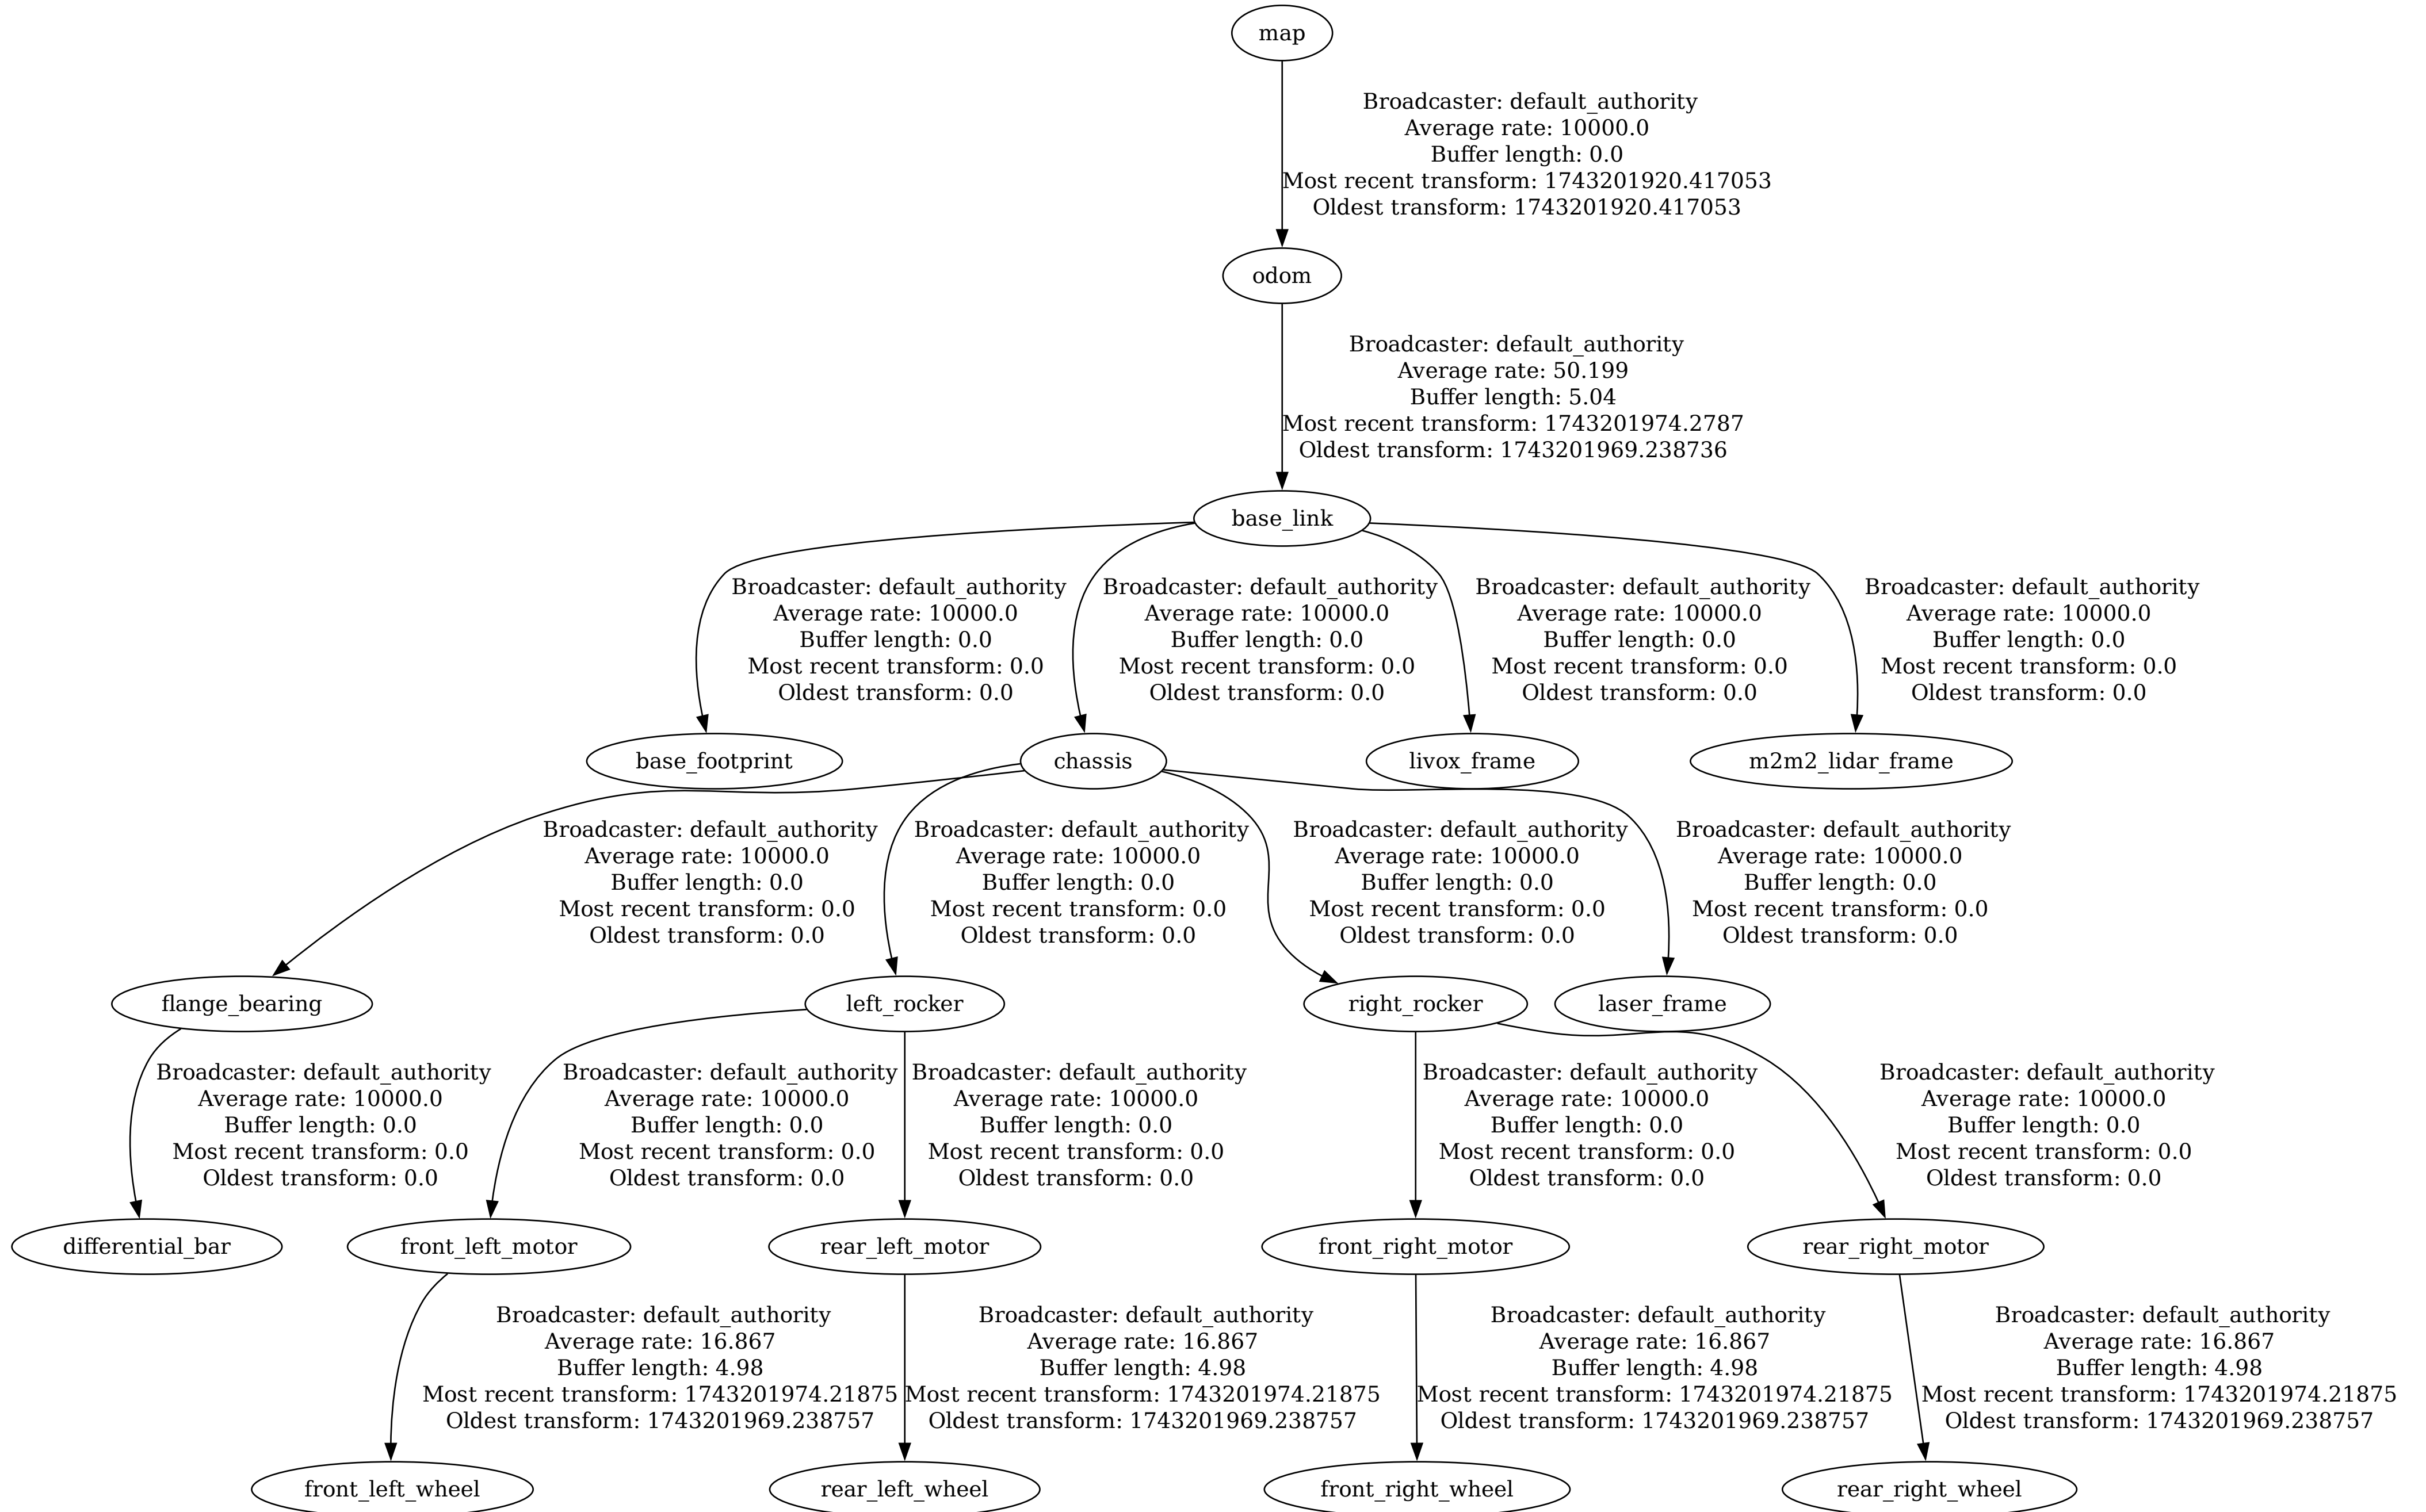 map
Broadcaster: default_authority
Average rate: 10000.0
Buffer length: 0.0
Most recent transform: 1743201920.417053
Oldest transform: 1743201920.417053
odom
Broadcaster: default_authority
Average rate: 50.199
Buffer length: 5.04
Most recent transform: 1743201974.2787
Oldest transform: 1743201969.238736
base_link
Broadcaster: default_authority
Average rate: 10000.0
Buffer length: 0.0
Most recent transform: 0.0
Oldest transform: 0.0
Broadcaster: default_authority
Average rate: 10000.0
Buffer length: 0.0
Most recent transform: 0.0
Oldest transform: 0.0
Broadcaster: default_authority
Average rate: 10000.0
Buffer length: 0.0
Most recent transform: 0.0
Oldest transform: 0.0
Broadcaster: default_authority
Average rate: 10000.0
Buffer length: 0.0
Most recent transform: 0.0
Oldest transform: 0.0
base_footprint
chassis
livox_frame
m2m2_lidar_frame
Broadcaster: default_authority
Average rate: 10000.0
Buffer length: 0.0
Most recent transform: 0.0
Oldest transform: 0.0
Broadcaster: default_authority
Average rate: 10000.0
Buffer length: 0.0
Most recent transform: 0.0
Oldest transform: 0.0
Broadcaster: default_authority
Average rate: 10000.0
Buffer length: 0.0
Most recent transform: 0.0
Oldest transform: 0.0
Broadcaster: default_authority
Average rate: 10000.0
Buffer length: 0.0
Most recent transform: 0.0
Oldest transform: 0.0
flange_bearing
left_rocker
right_rocker
laser_frame
Broadcaster: default_authority
Average rate: 10000.0
Buffer length: 0.0
Most recent transform: 0.0
Oldest transform: 0.0
Broadcaster: default_authority
Average rate: 10000.0
Buffer length: 0.0
Most recent transform: 0.0
Oldest transform: 0.0
Broadcaster: default_authority
Average rate: 10000.0
Buffer length: 0.0
Most recent transform: 0.0
Oldest transform: 0.0
Broadcaster: default_authority
Average rate: 10000.0
Buffer length: 0.0
Most recent transform: 0.0
Oldest transform: 0.0
Broadcaster: default_authority
Average rate: 10000.0
Buffer length: 0.0
Most recent transform: 0.0
Oldest transform: 0.0
differential_bar
front_left_motor
rear_left_motor
front_right_motor
rear_right_motor
Broadcaster: default_authority
Average rate: 16.867
Buffer length: 4.98
Most recent transform: 1743201974.21875
Oldest transform: 1743201969.238757
Broadcaster: default_authority
Average rate: 16.867
Buffer length: 4.98
Most recent transform: 1743201974.21875
Oldest transform: 1743201969.238757
Broadcaster: default_authority
Average rate: 16.867
Buffer length: 4.98
Most recent transform: 1743201974.21875
Oldest transform: 1743201969.238757
Broadcaster: default_authority
Average rate: 16.867
Buffer length: 4.98
Most recent transform: 1743201974.21875
Oldest transform: 1743201969.238757
front_left_wheel
rear_left_wheel
front_right_wheel
rear_right_wheel